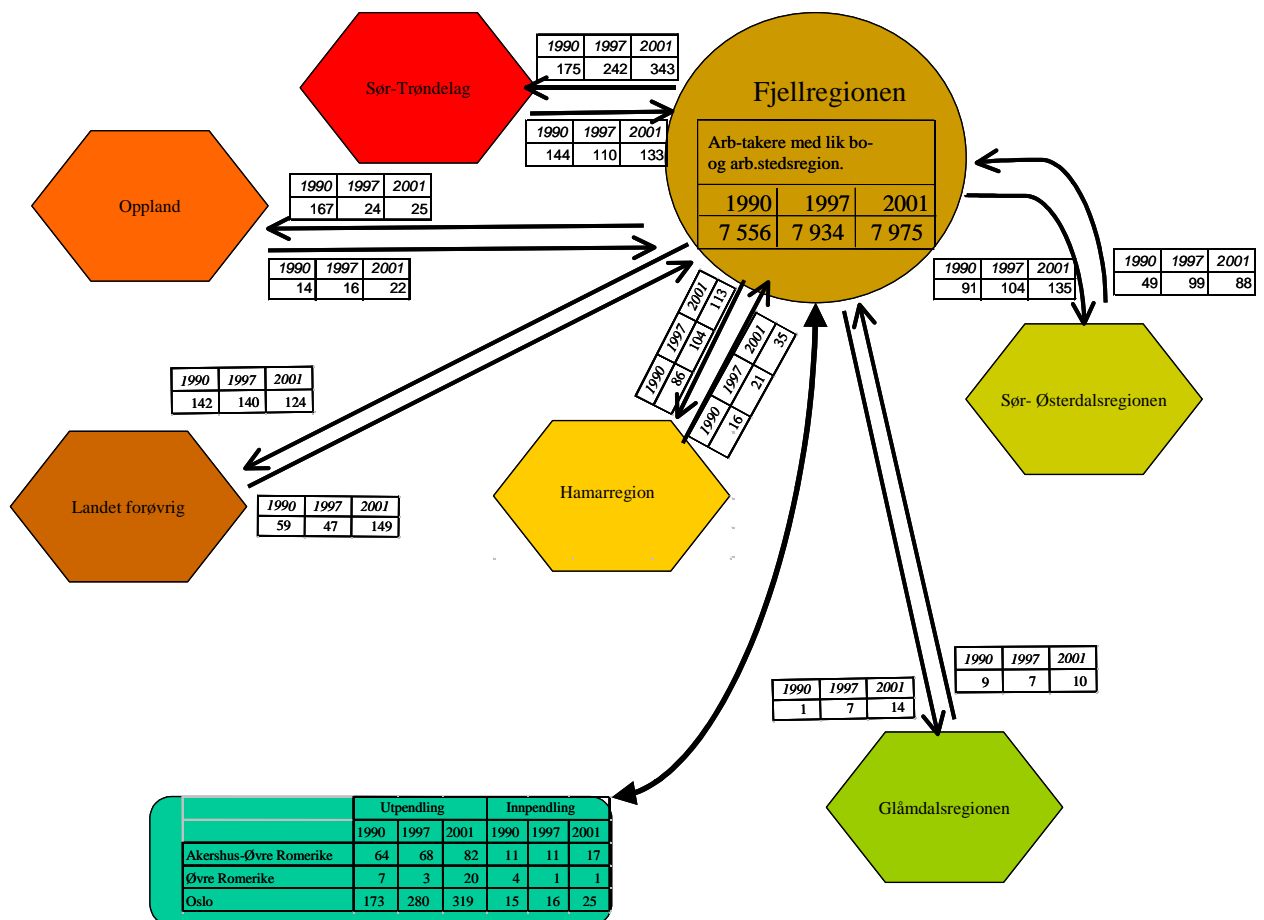 1990 1997 2001
175 242 343
Sør-Trøndelag
Fjellregionen
1990 1997 2001
144 110 133
Arb-takere med lik bo-
og arb.stedsregion.
1990 1997 2001
7 556 7 934 7 975
Oppland
1990 1997 2001
167 24 25
1990 1997 2001
14 16 22
1990 1997 2001
91 104 135
1990 1997 2001
49 99 88
1990 1997 2001
86 104 113
1990 1997 2001
16 21 35
1990 1997 2001
142 140 124
Sør- Østerdalsregionen
Landet forøvrig
1990 1997 2001
59 47 149
Hamarregion
1990 1997 2001
9 7 10
1990 1997 2001
1 7 14
Glåmdalsregionen
Utpendling Innpendling
1990 1997 2001 1990 1997 2001
Akershus-Øvre Romerike 64 68 82 11 11 17
Øvre Romerike 7 3 20 4 1 1
Oslo 173 280 319 15 16 25